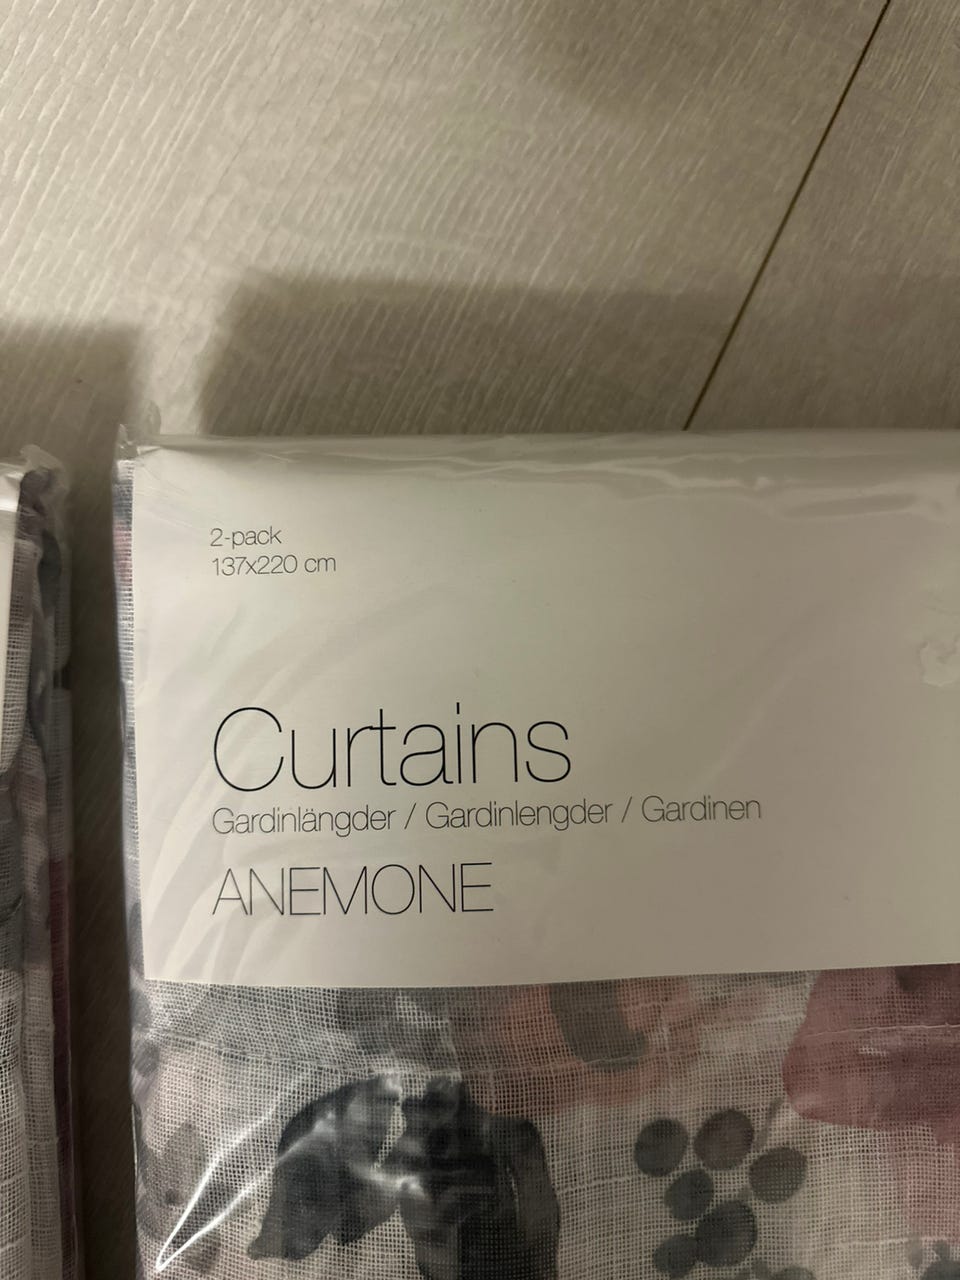 2-pack
137x220 cm
Curtains
Gardinlängder / Gardinlengder / Gardinen
ANEMONE